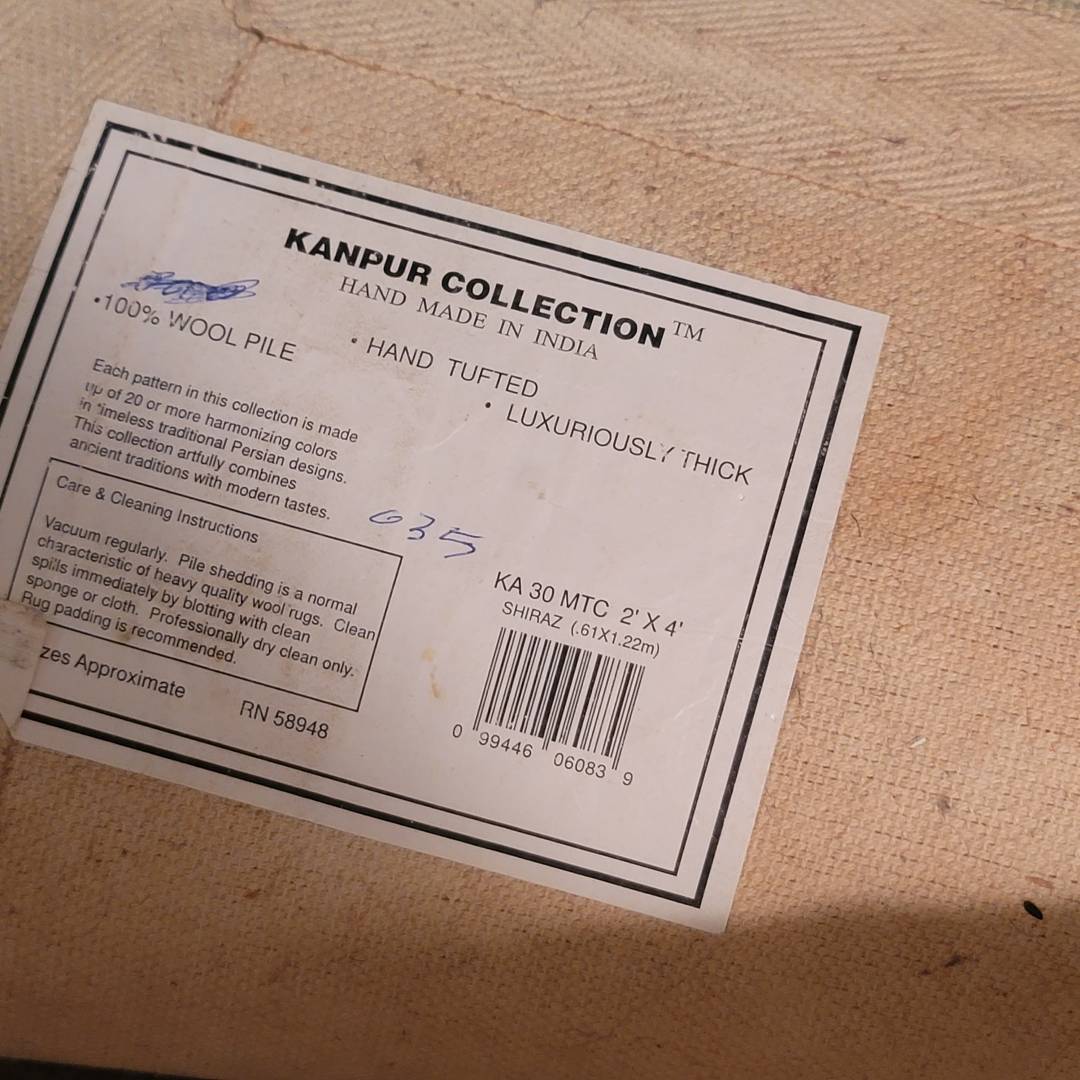 KANPUR COLLECTION™
HAND MADE IN INDIA
•100% WOOL PILE
• HAND TUFTED
• LUXURIOUSLY THICK
Each pattern in this collection is made
up of 20 or more harmonizing colors
in timeless traditional Persian designs.
This collection artfully combines
ancient traditions with modern tastes.
035
Care & Cleaning Instructions
Vacuum regularly. Pile shedding is a normal
characteristic of heavy quality wool rugs. Clean
spills immediately by blotting with clean
sponge or cloth. Professionally dry clean only.
Rug padding is recommended.
zes Approximate
RN 58948
KA 30 MTC 2' X 4'
SHIRAZ (.61X1.22m)
0 99446 06083 9